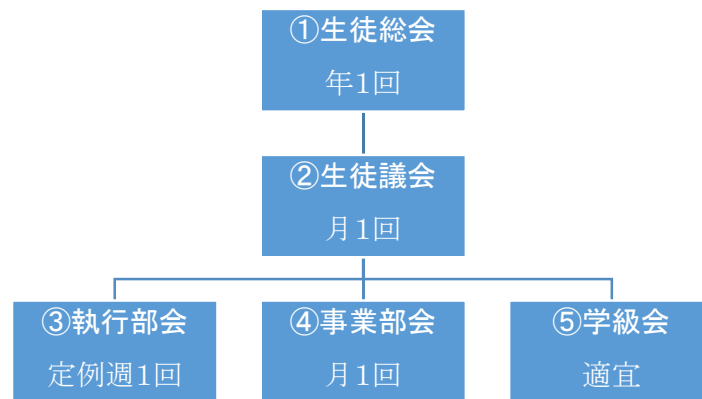 ①生徒総会
年1回
②生徒議会
月1回
③執行部会
定例週1回
④事業部会
月1回
⑤学級会
適宜